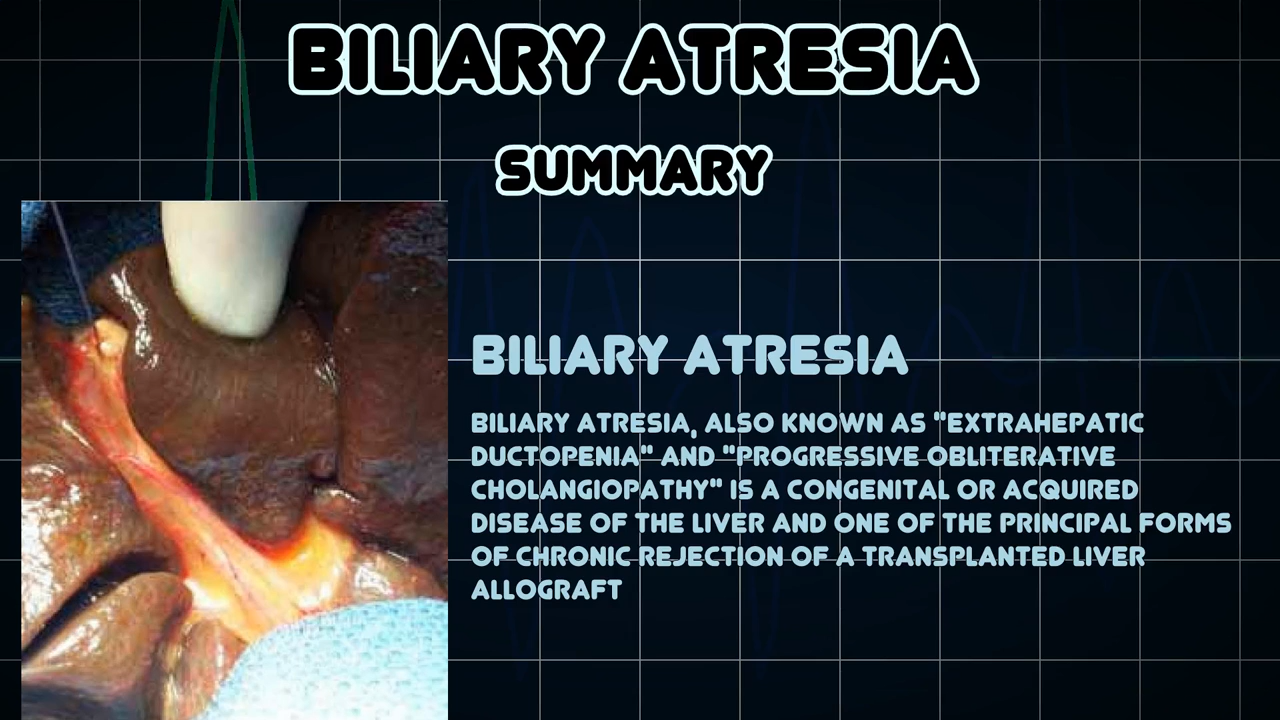 BILIARY ATRESIA
SUMMARY
BILIARY ATRESIA
BILIARY ATRESIA, ALSO KNOWN AS "EXTRAHEPATIC
DUCTOPENIA" AND "PROGRESSIVE OBLITERATIVE
CHOLANGIOPATHY" IS A CONGENITAL OR ACQUIRED
DISEASE OF THE LIVER AND ONE OF THE PRINCIPAL FORMS
OF CHRONIC REJECTION OF A TRANSPLANTED LIVER
ALLOGRAFT